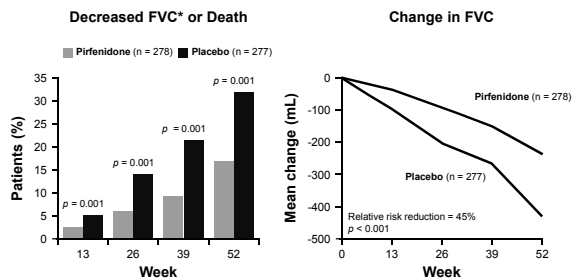 Decreased FVC* or Death
Pirfenidone (n = 278) Placebo (n = 277)
Patients (%)
35
30
25
20
15
10
5
0
p = 0.001
p = 0.001
p = 0.001
p = 0.001
13 26 39 52
Week
Change in FVC
Mean change (mL)
0
-100
-200
-300
-400
-500
Pirfenidone (n = 278)
Placebo (n = 277)
Relative risk reduction = 45%
p < 0.001
0 13 26 39 52
Week